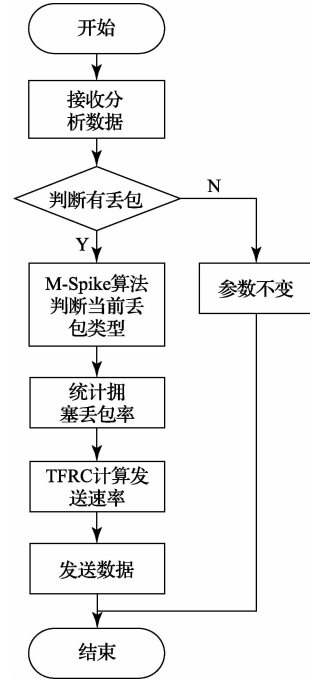 开始
接收分
析数据
判断有丢包
N
Y
M-Spike算法
判断当前丢
包类型
参数不变
统计拥
塞丢包率
TFRC计算发
送速率
发送数据
结束